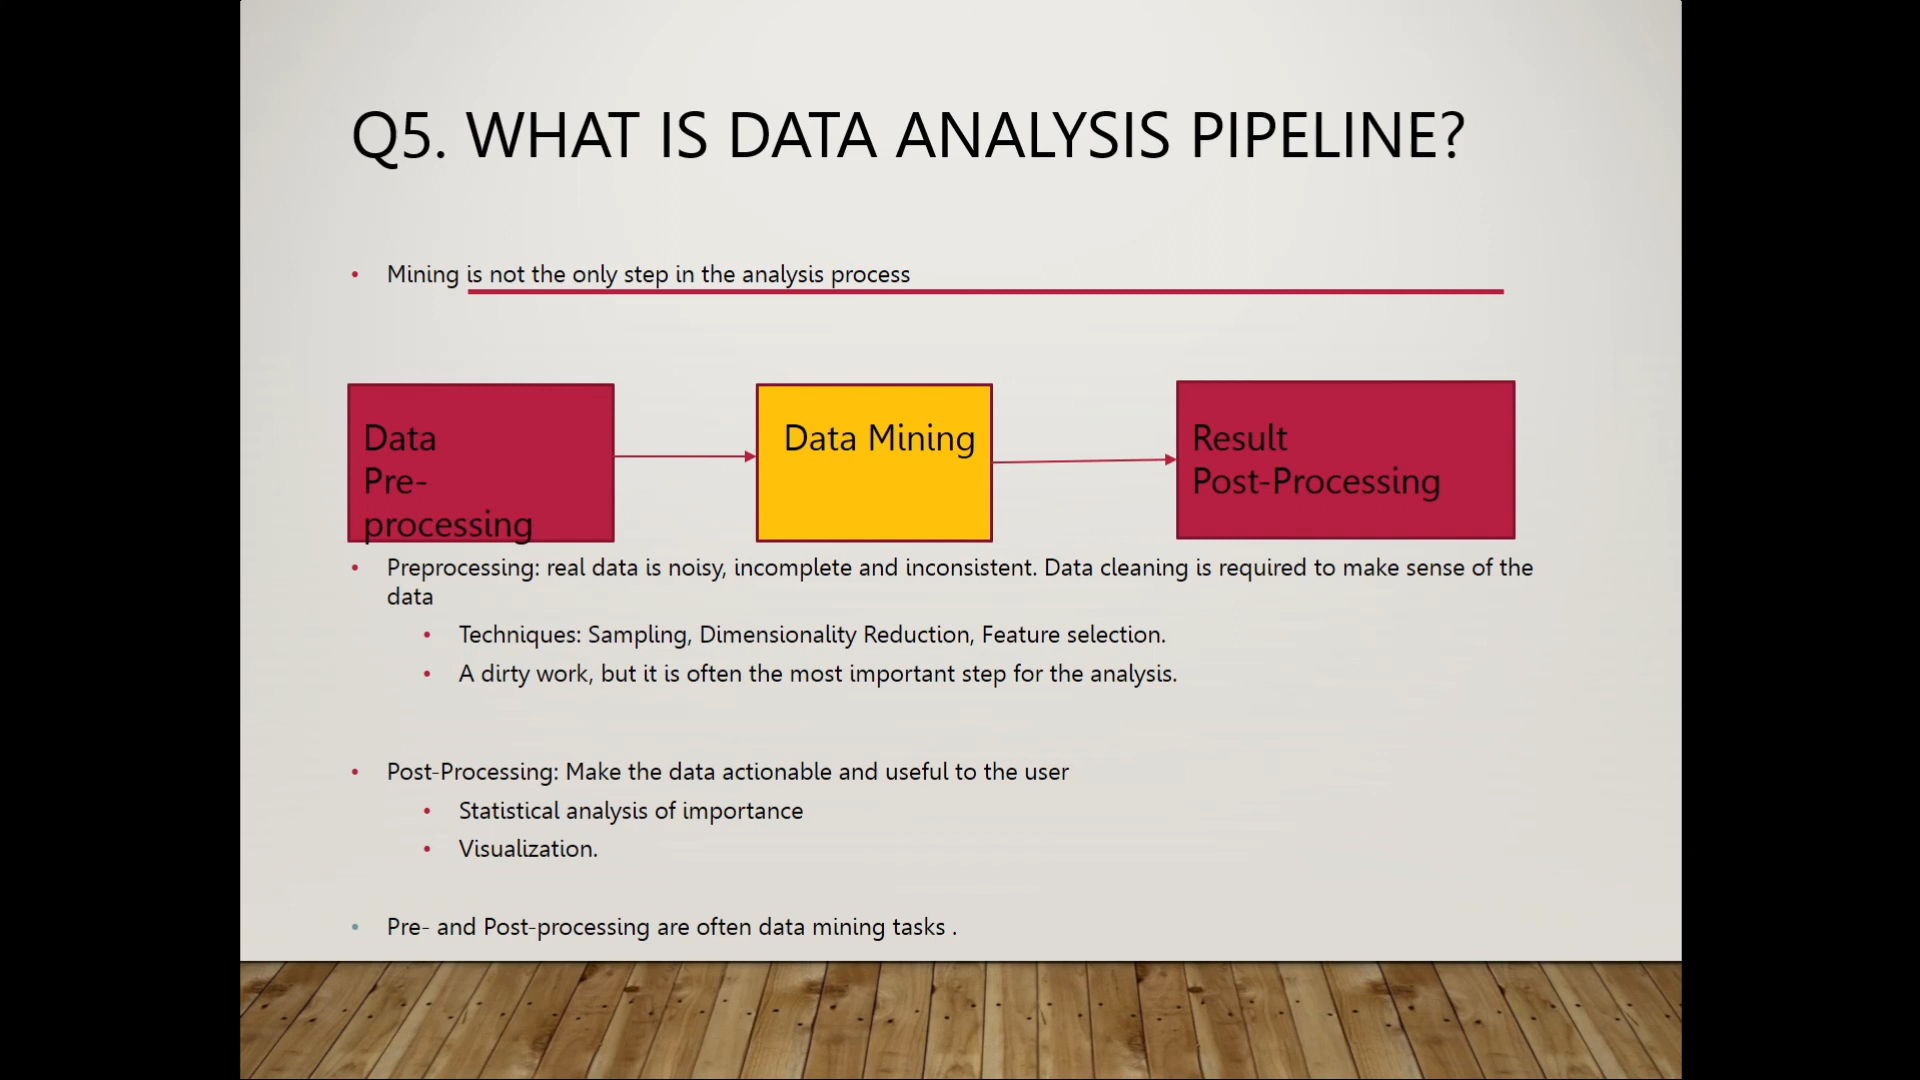 Q5. WHAT IS DATA ANALYSIS PIPELINE?
Mining is not the only step in the analysis process
Data
Pre-
processing
Data Mining
Result
Post-Processing
Preprocessing: real data is noisy, incomplete and inconsistent. Data cleaning is required to make sense of the
data
Techniques: Sampling, Dimensionality Reduction, Feature selection.
A dirty work, but it is often the most important step for the analysis.
Post-Processing: Make the data actionable and useful to the user
Statistical analysis of importance
Visualization.
Pre- and Post-processing are often data mining tasks .